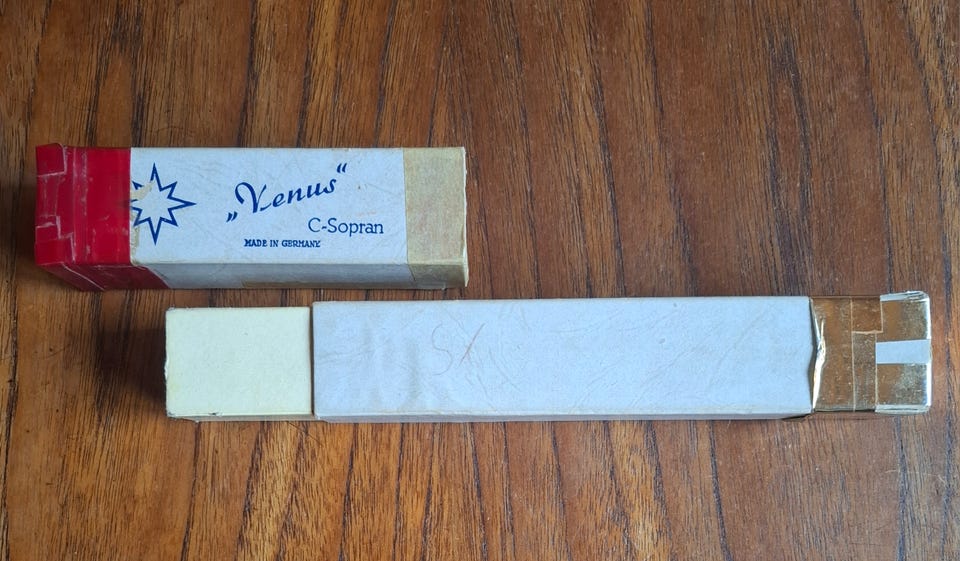 „Venus“
C-Sopran
MADE IN GERMANY